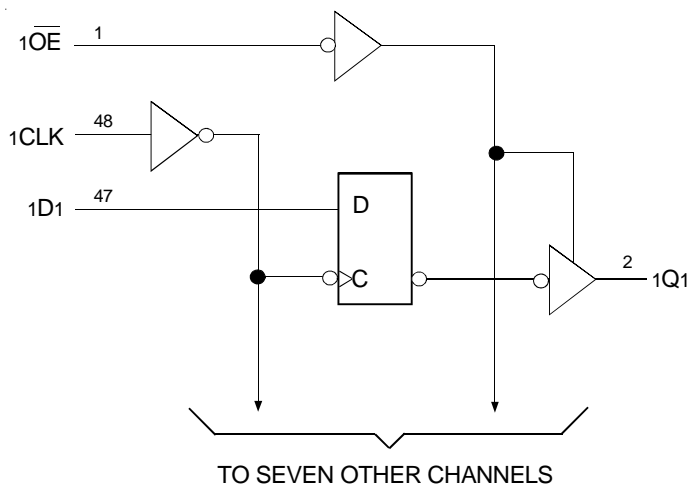 1OE 1
1CLK 48
1D1 47
D
C
2 1Q1
TO SEVEN OTHER CHANNELS